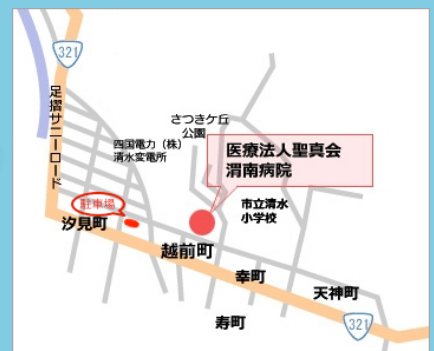 321
足摺サニーロード
さつきケ丘
公園
四国電力（株）
清水変電所
医療法人聖真会
渭南病院
市立清水
小学校
駐車場
汐見町
越前町
幸町
天神町
寿町
321